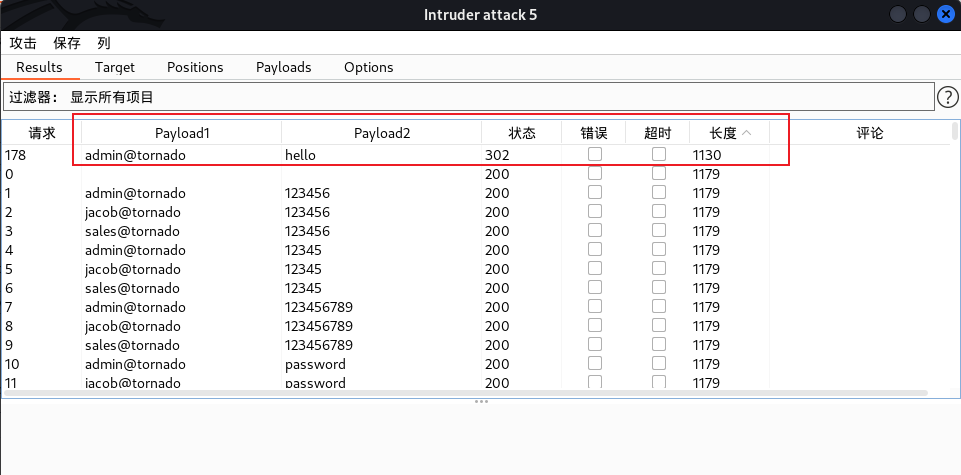 Intruder attack 5
攻击 保存 列
Results Target Positions Payloads Options
过滤器： 显示所有项目 ?
请求 Payload1 Payload2 状态 错误 超时 长度 评论
178 admin@tornado hello 302 1130
0 200 1179
1 admin@tornado 123456 200 1179
2 jacob@tornado 123456 200 1179
3 sales@tornado 123456 200 1179
4 admin@tornado 12345 200 1179
5 jacob@tornado 12345 200 1179
6 sales@tornado 12345 200 1179
7 admin@tornado 123456789 200 1179
8 jacob@tornado 123456789 200 1179
9 sales@tornado 123456789 200 1179
10 admin@tornado password 200 1179
11 jacob@tornado password 200 1179